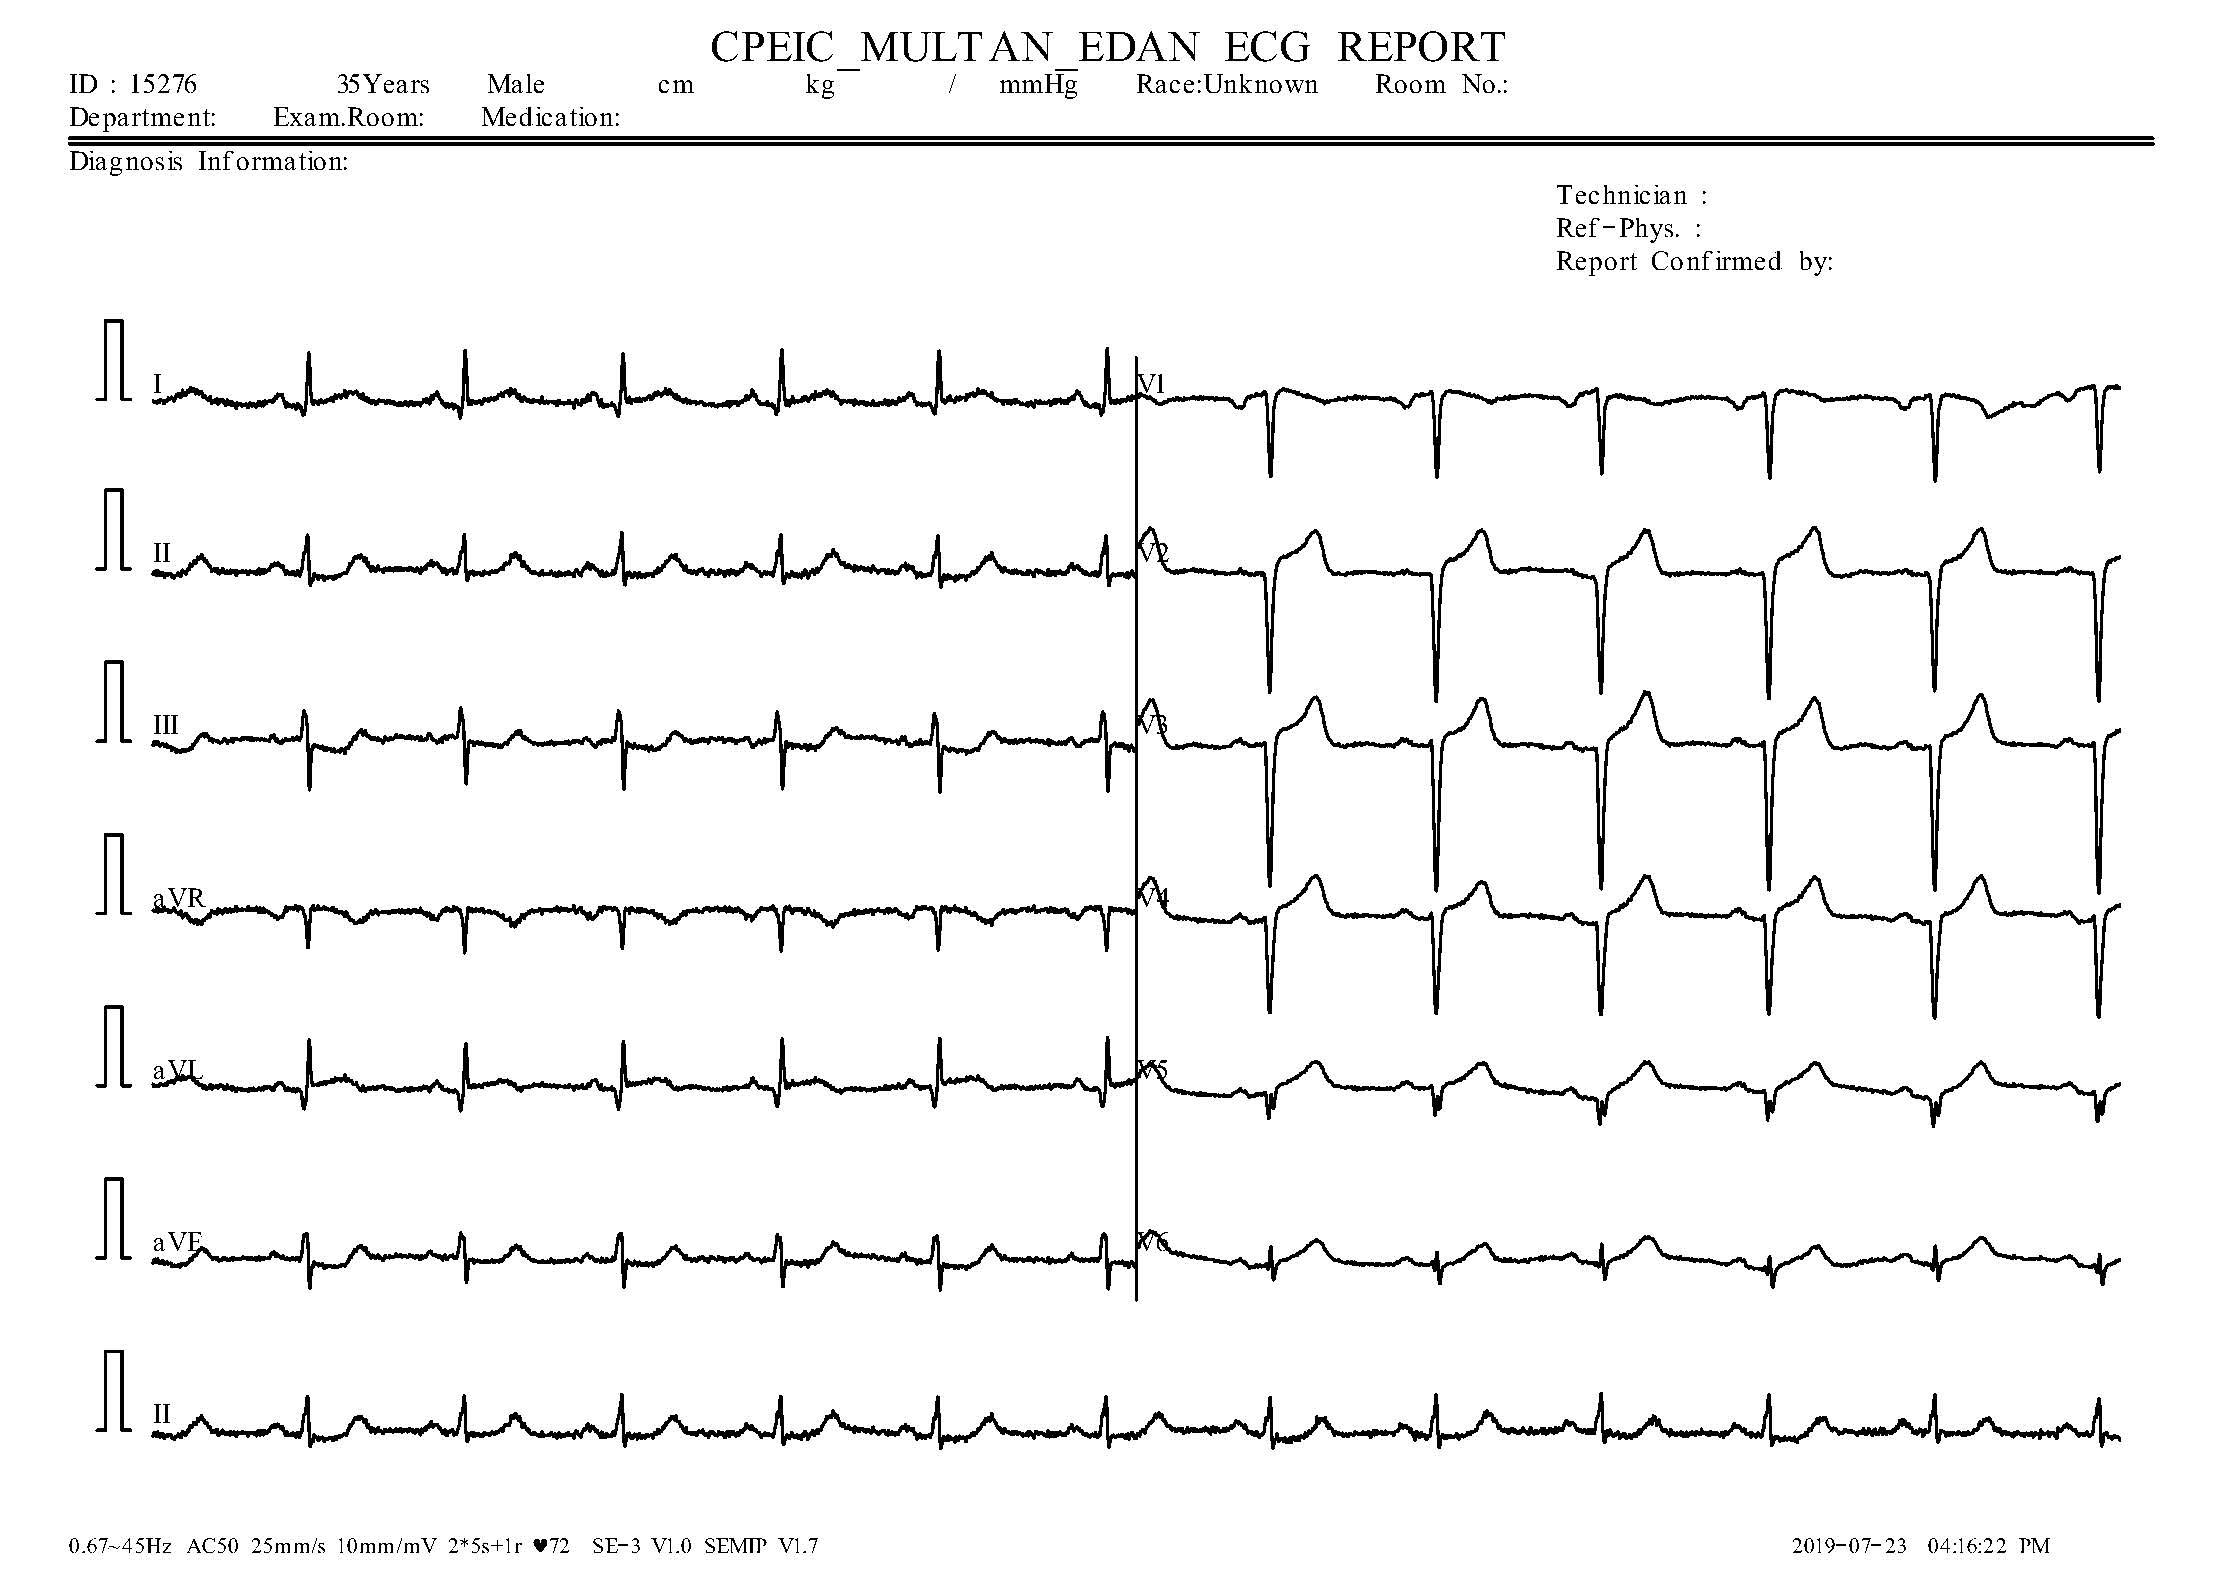 CPEIC_MULTAN_EDAN ECG REPORT
ID : 15276 35Years Male cm kg / mmHg Race:Unknown Room No.:
Department: Exam.Room: Medication:
Diagnosis Information:
Technician :
Ref-Phys. :
Report Confirmed by:
I V1
II V2
III V3
aVR V4
aVL V5
aVF V6
II
0.67~45Hz AC50 25mm/s 10mm/mV 2*5s+1r ♥72 SE-3 V1.0 SEMIP V1.7 2019-07-23 04:16:22 PM